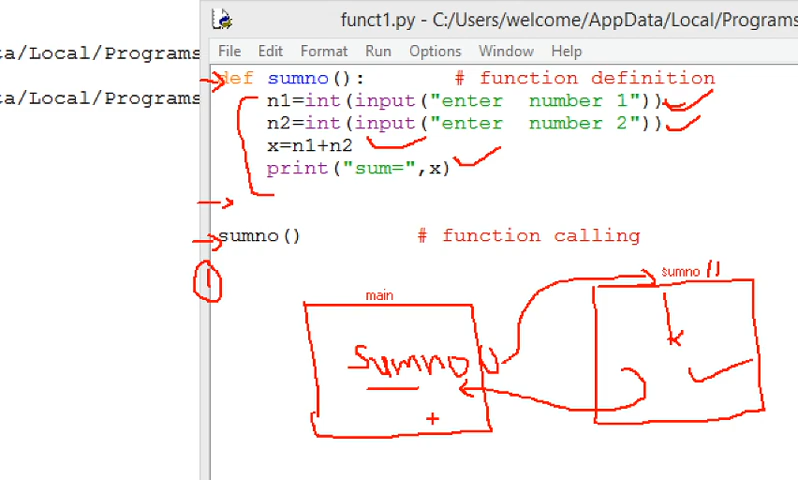 funct1.py - C:/Users/welcome/AppData/Local/Programs
File Edit Format Run Options Window Help
ta/Local/Programs
ta/Local/Programs
def sumno(): # function definition
n1=int(input("enter number 1"))
n2=int(input("enter number 2"))
x=n1+n2
print("sum=",x)
sumno() # function calling
sumno ()
main
sumno ()